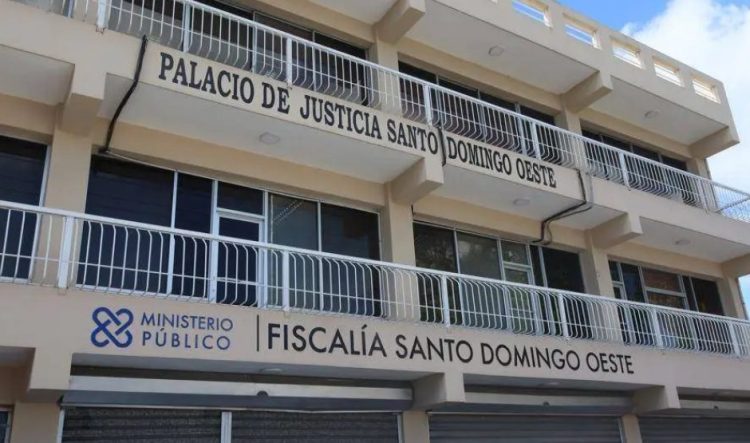 PALACIO DE JUSTICIA SANTO DOMINGO OESTE
MINISTERIO
PÚBLICO
FISCALÍA SANTO DOMINGO OESTE